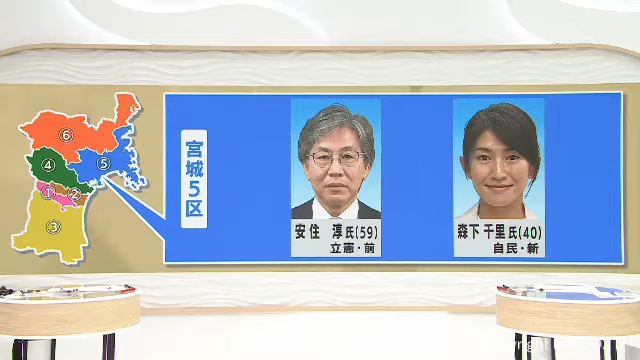 宮城5区
⑥
④
⑤
①
②
③
安住 淳氏(59)
立憲・前
森下千里氏(40)
自民・新